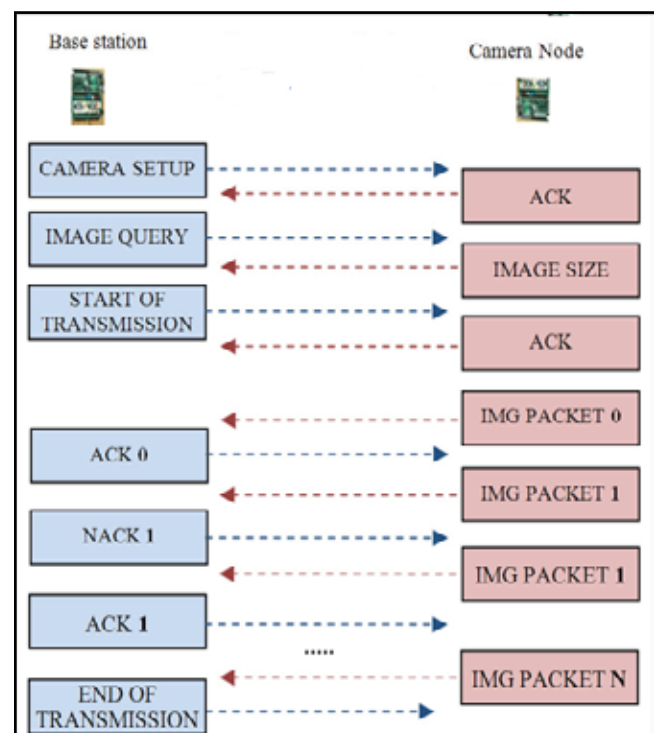 Base station
Camera Node
CAMERA SETUP
ACK
IMAGE QUERY
IMAGE SIZE
START OF
TRANSMISSION
ACK
IMG PACKET 0
ACK 0
IMG PACKET 1
NACK 1
IMG PACKET 1
ACK 1
.....
IMG PACKET N
END OF
TRANSMISSION